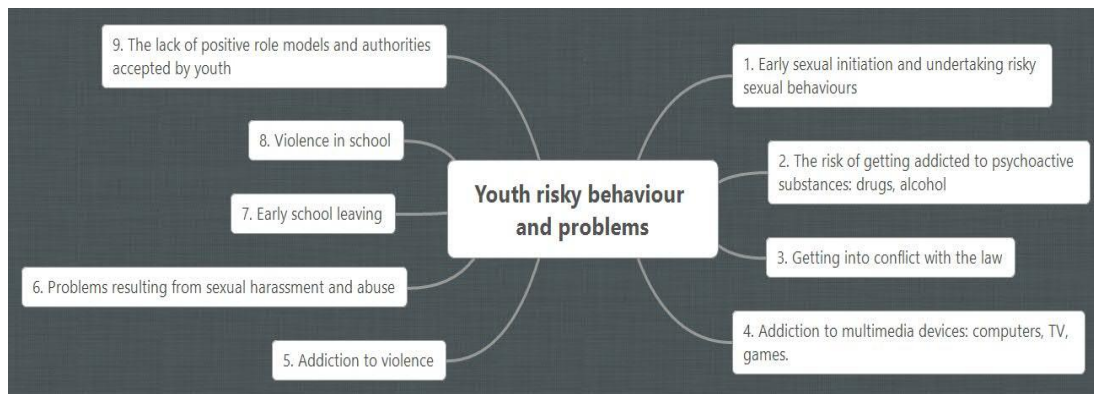 Youth risky behaviour
and problems
1. Early sexual initiation and undertaking risky
sexual behaviours
2. The risk of getting addicted to psychoactive
substances: drugs, alcohol
3. Getting into conflict with the law
4. Addiction to multimedia devices: computers, TV,
games.
5. Addiction to violence
6. Problems resulting from sexual harassment and abuse
7. Early school leaving
8. Violence in school
9. The lack of positive role models and authorities
accepted by youth